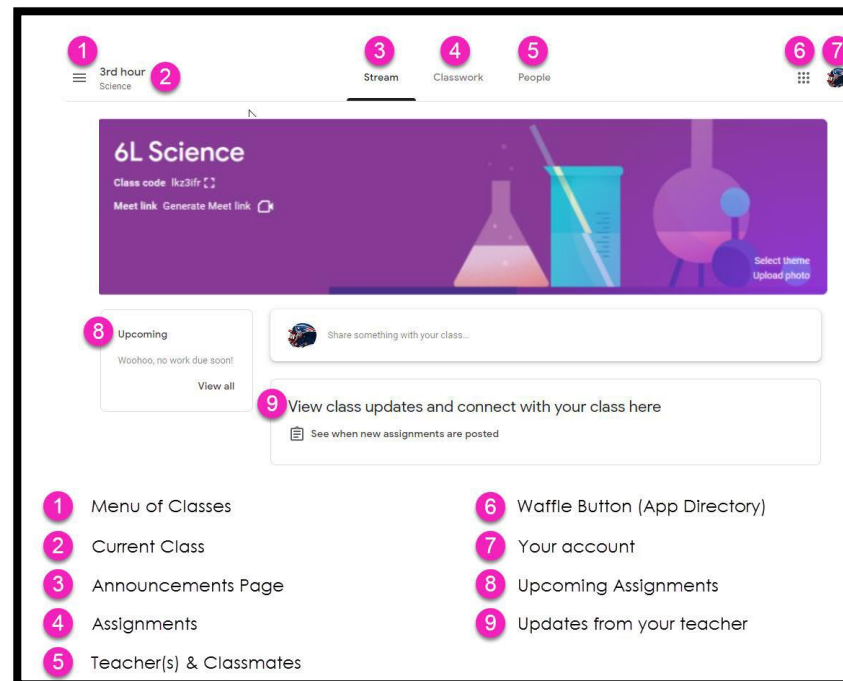 1
3
4
5
6
7
3rd hour
2
Science
Stream
Classwork
People
6L Science
Class code lkz3ifr
Meet link Generate Meet link
Select theme
Upload photo
8
Upcoming
Woohoo, no work due soon!
View all
Share something with your class...
9
View class updates and connect with your class here
See when new assignments are posted
1 Menu of Classes
2 Current Class
3 Announcements Page
4 Assignments
5 Teacher(s) & Classmates
6 Waffle Button (App Directory)
7 Your account
8 Upcoming Assignments
9 Updates from your teacher